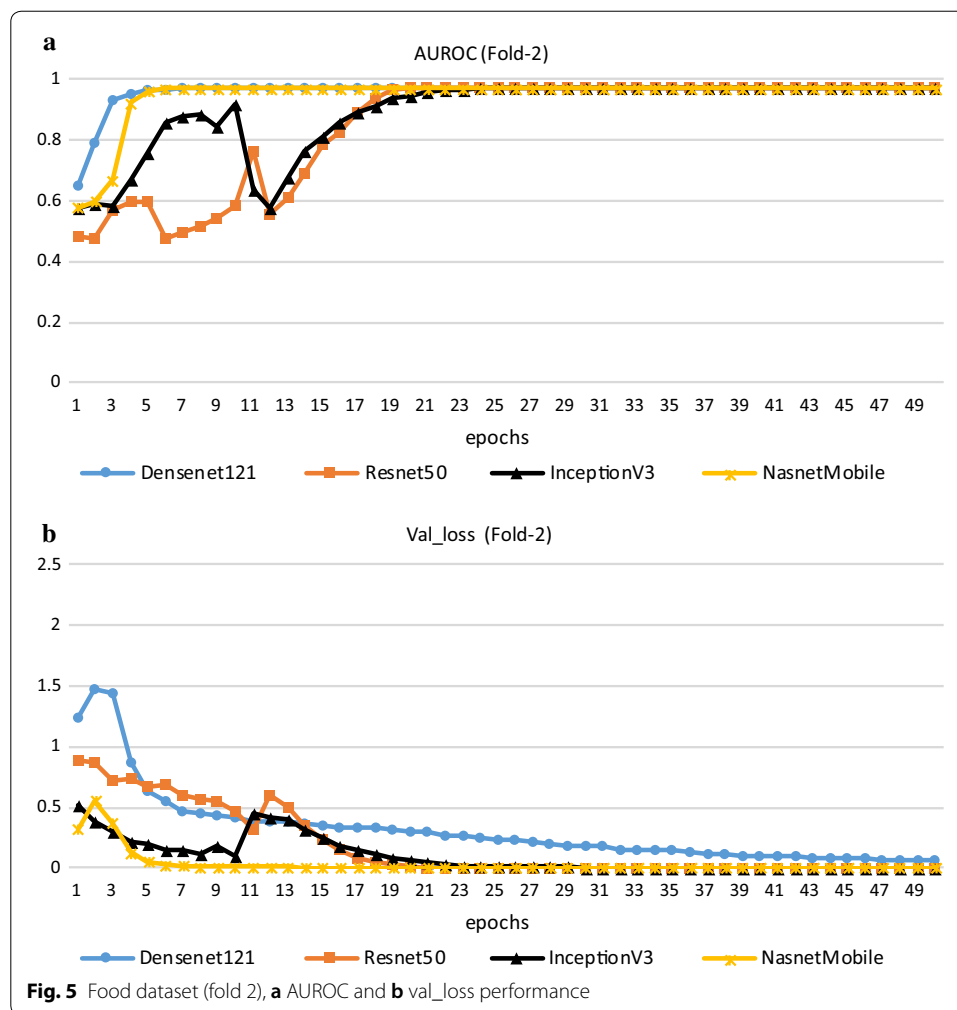 a
AUROC (Fold-2)
1
0.8
0.6
0.4
0.2
0
1 3 5 7 9 11 13 15 17 19 21 23 25 27 29 31 33 35 37 39 41 43 45 47 49
epochs
Densenet121 Resnet50 InceptionV3 NasnetMobile
b
Val_loss (Fold-2)
2.5
2
1.5
1
0.5
0
1 3 5 7 9 11 13 15 17 19 21 23 25 27 29 31 33 35 37 39 41 43 45 47 49
epochs
Densenet121 Resnet50 InceptionV3 NasnetMobile
Fig. 5 Food dataset (fold 2), a AUROC and b val_loss performance